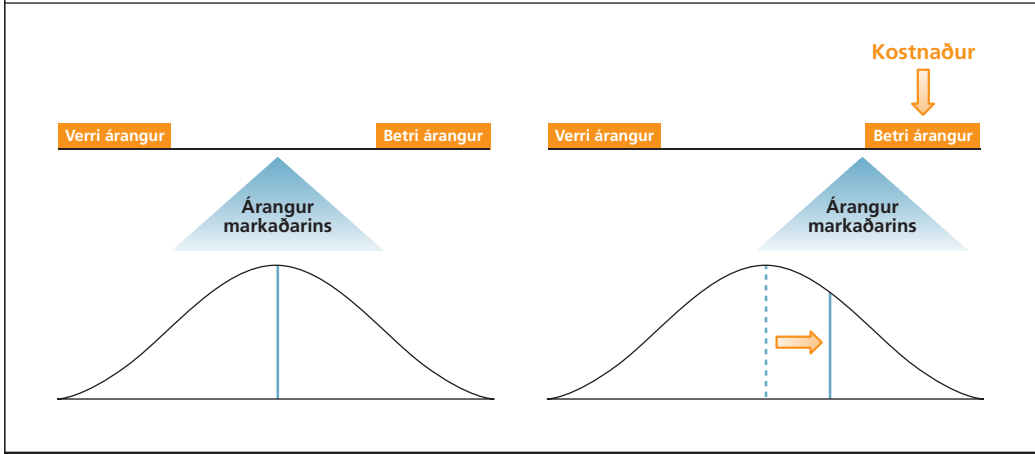 Kostnaður
Verri árangur
Betri árangur
Verri árangur
Betri árangur
Árangur
markaðarins
Árangur
markaðarins